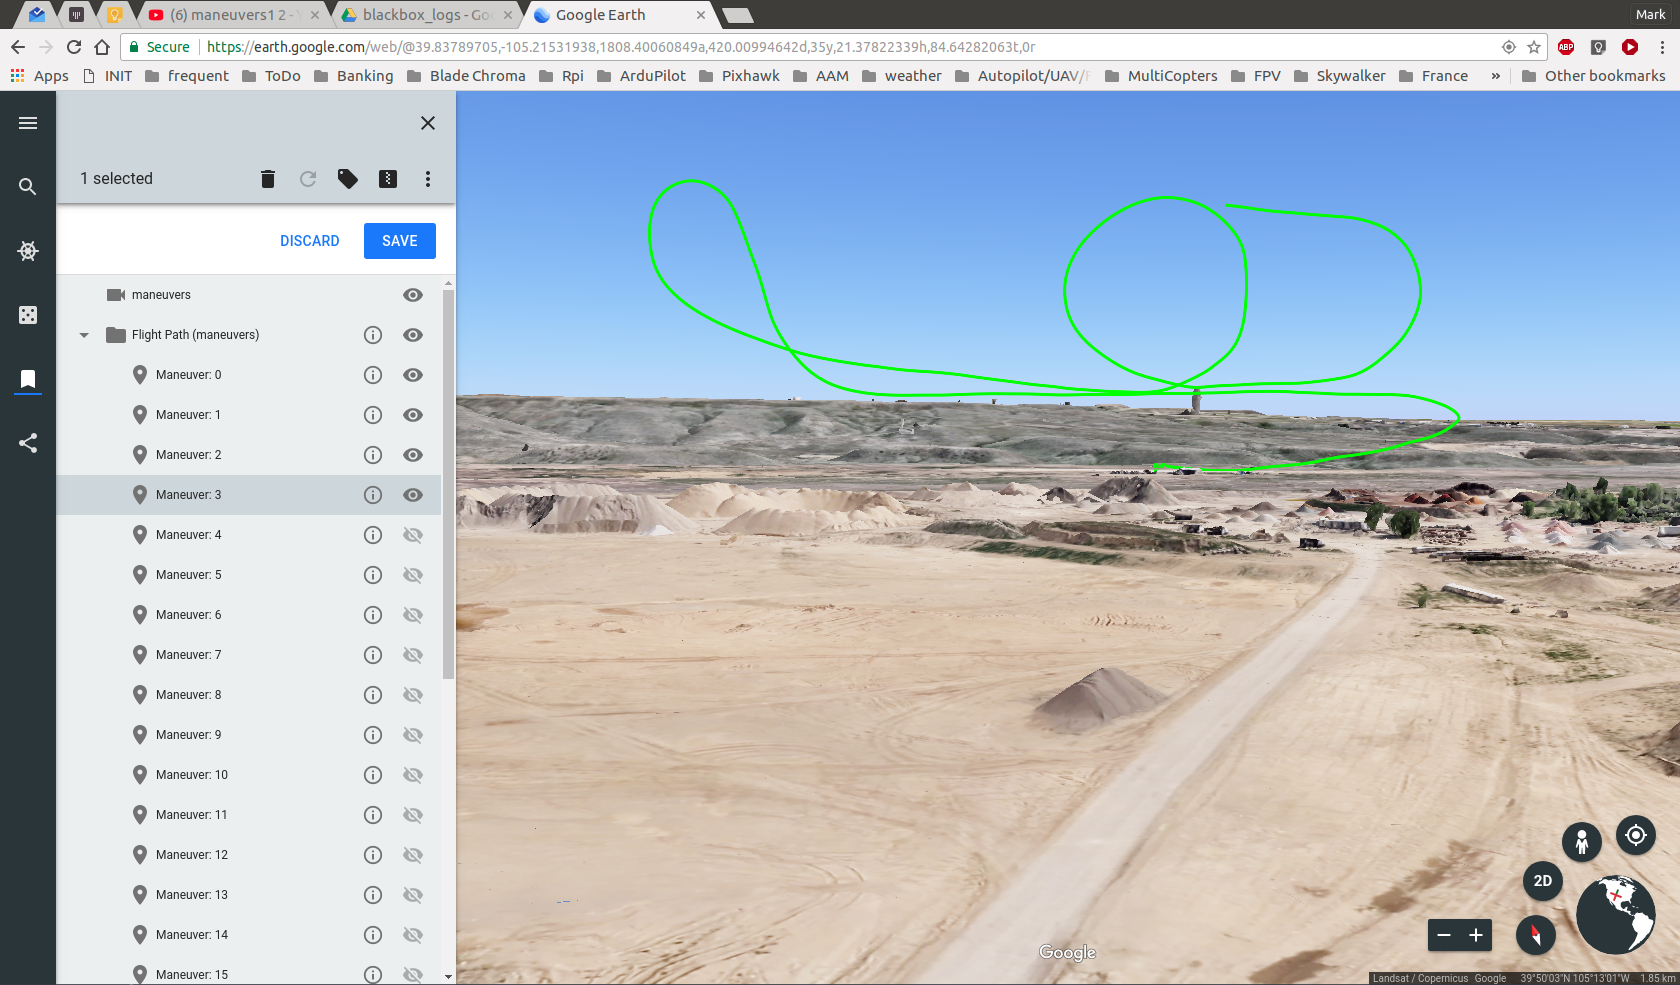 Mark
(6) maneuvers1 2 - Y
blackbox_logs - Goo
Google Earth
Secure https://earth.google.com/web/@39.83789705,-105.21531938,1808.40060849a,420.00994642d,35y,21.37822339h,84.64282063t,0r
ABP
Apps INIT frequent ToDo Banking Blade Chroma Rpi ArduPilot Pixhawk AAM weather Autopilot/UAV/F MultiCopters FPV Skywalker France » Other bookmarks
1 selected
DISCARD SAVE
maneuvers
Flight Path (maneuvers)
Maneuver: 0
Maneuver: 1
Maneuver: 2
Maneuver: 3
Maneuver: 4
Maneuver: 5
Maneuver: 6
Maneuver: 7
Maneuver: 8
Maneuver: 9
Maneuver: 10
Maneuver: 11
Maneuver: 12
Maneuver: 13
Maneuver: 14
Maneuver: 15
2D
Google
Landsat / Copernicus Google 39°50'03"N 105°13'01"W 1.85 km